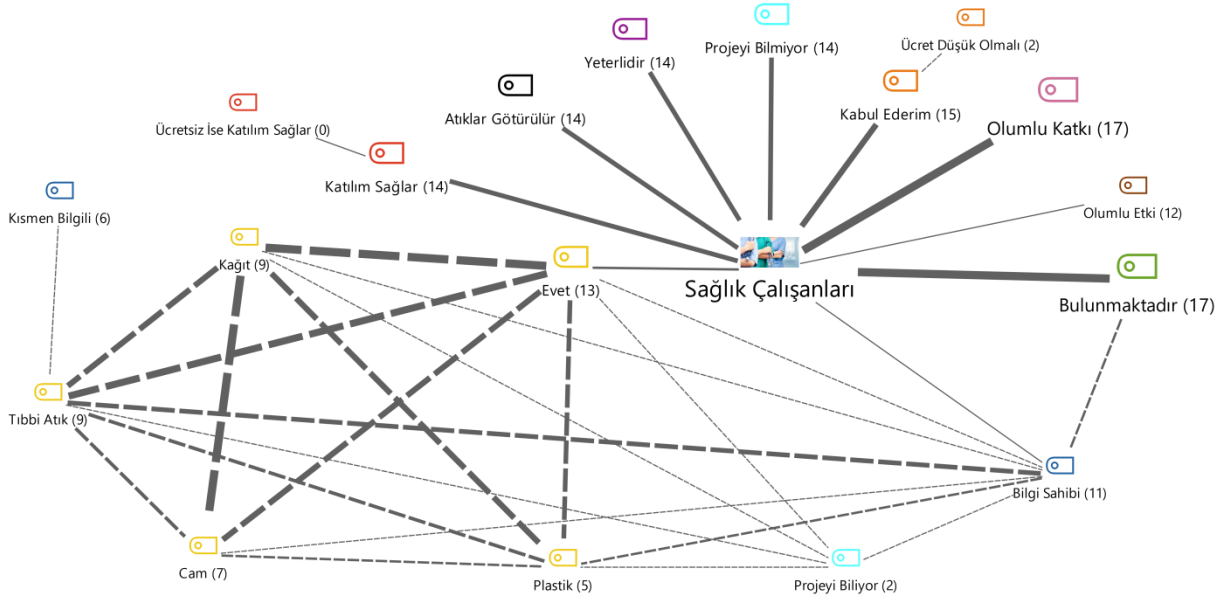 Ücret Düşük Olmalı (2)
Projeyi Bilmiyor (14)
Yeterlidir (14)
Kabul Ederim (15)
Atıklar Götürülür (14)
Olumlu Katkı (17)
Ücretsiz İse Katılım Sağlar (0)
Katılım Sağlar (14)
Kısmen Bilgili (6)
Olumlu Etki (12)
Kağıt (9)
Evet (13)
Sağlık Çalışanları
Bulunmaktadır (17)
Tıbbi Atık (9)
Bilgi Sahibi (11)
Cam (7)
Plastik (5)
Projeyi Biliyor (2)